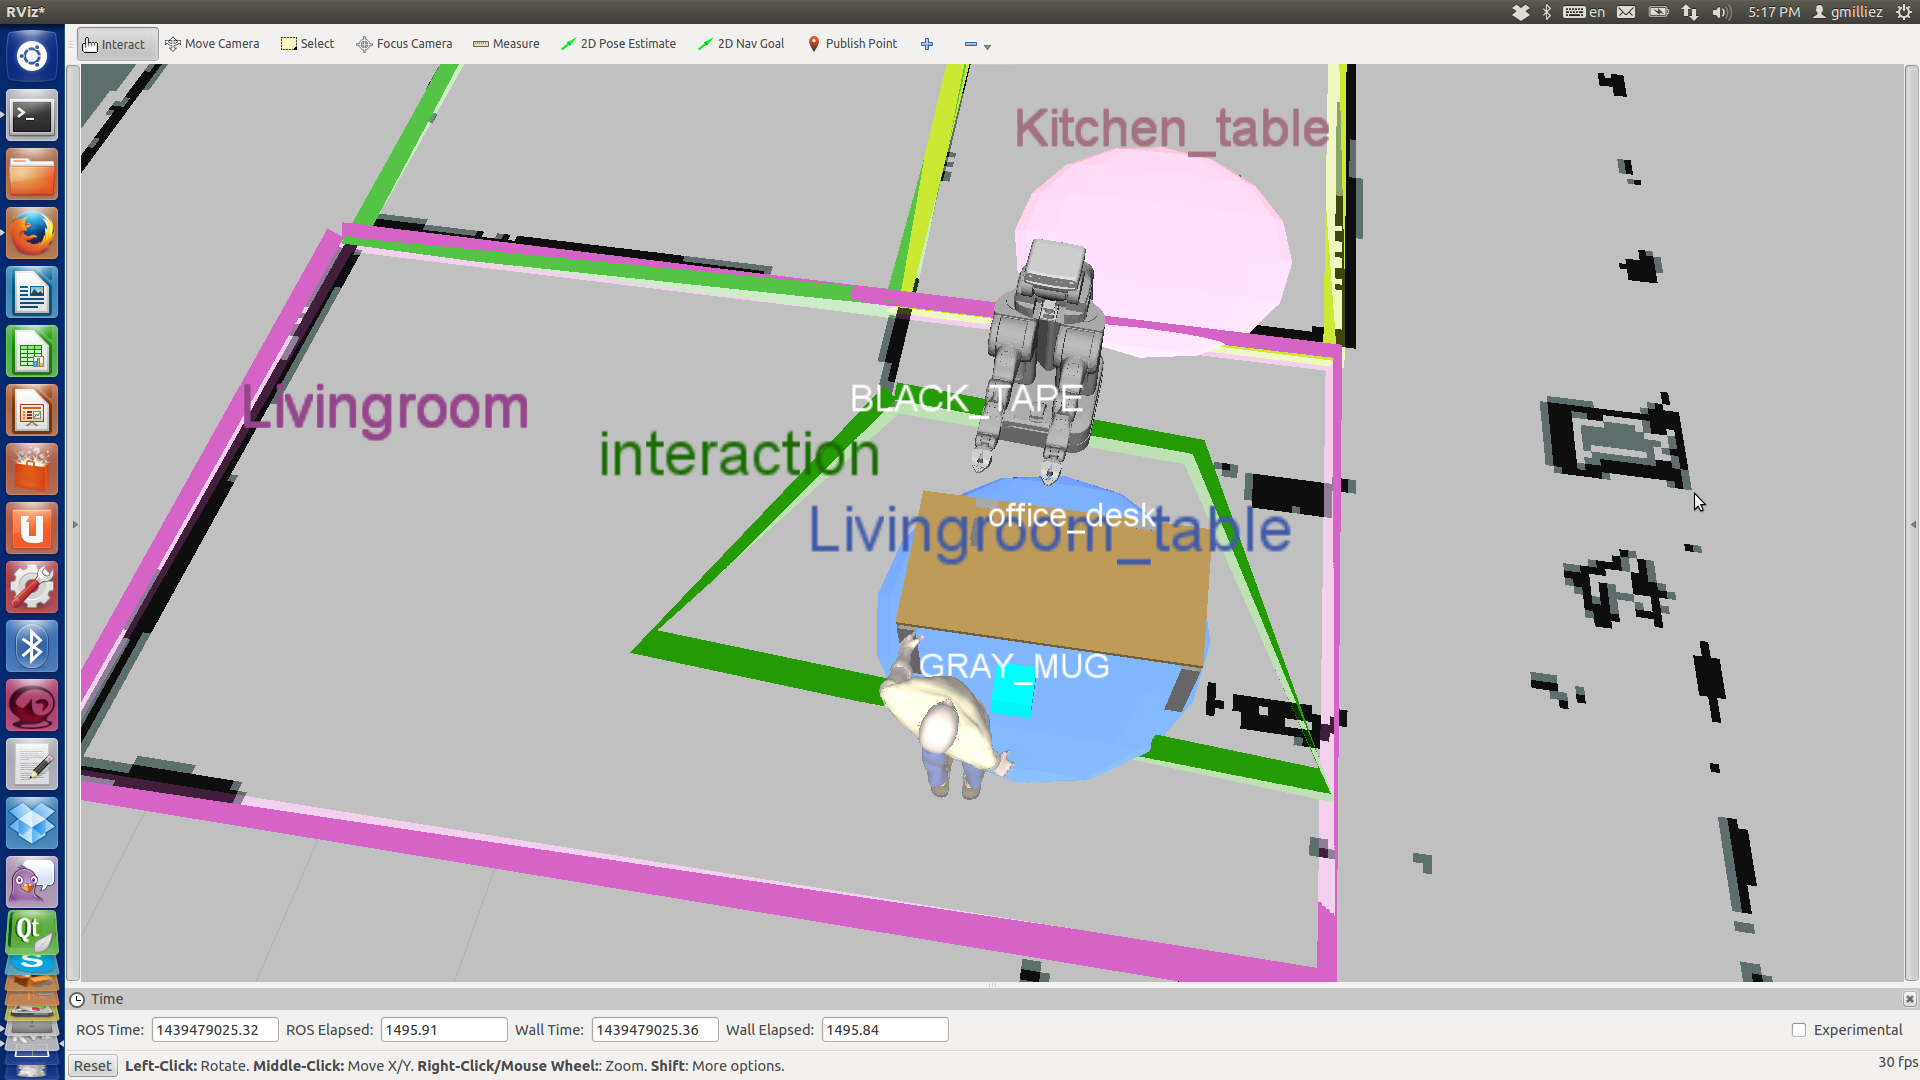 RViz*
en
5:17 PM
gmilliez
Interact
Move Camera
Select
Focus Camera
Measure
2D Pose Estimate
2D Nav Goal
Publish Point
Kitchen_table
Livingroom
BLACK_TAPE
interaction
office_desk
Livingroom_table
GRAY_MUG
Qt
S
Time
ROS Time: 1439479025.32 ROS Elapsed: 1495.91 Wall Time: 1439479025.36 Wall Elapsed: 1495.84
Experimental
Reset
Left-Click: Rotate. Middle-Click: Move X/Y. Right-Click/Mouse Wheel:: Zoom. Shift: More options.
30 fps